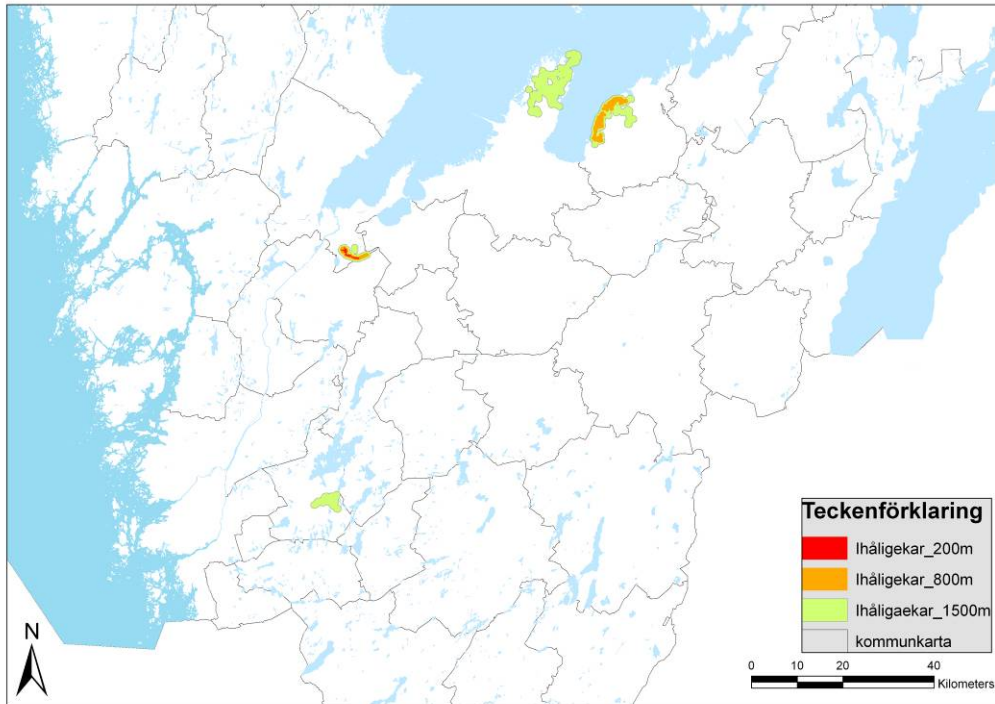 N
Teckenförklaring
Ihåligekar_200m
Ihåligekar_800m
Ihåligaekar_1500m
kommunkarta
0 10 20 40
Kilometers